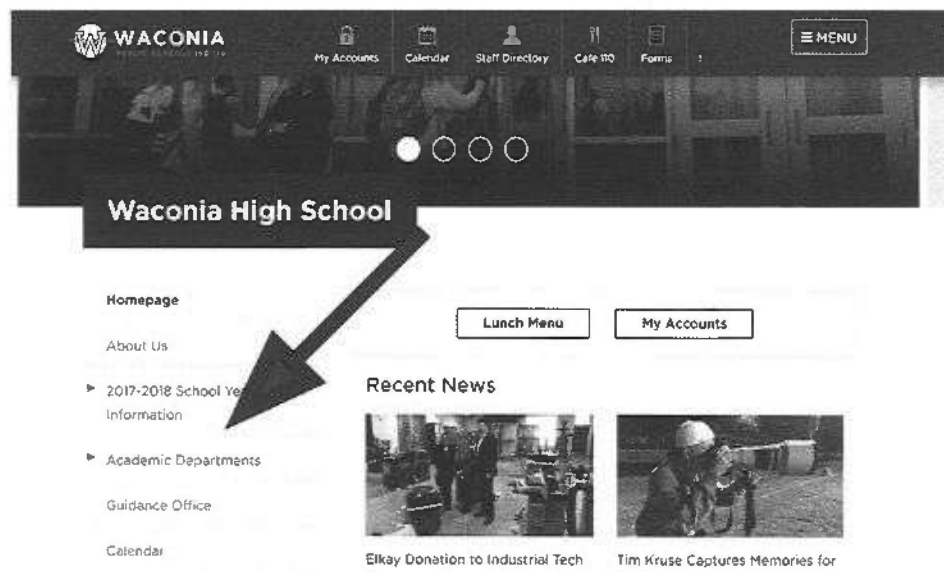 WACONIA
My Accounts
Calendar
Staff Directory
Cafe 110
Forms
MENU
Waconia High School
Homepage
About Us
2017-2018 School
Information
Academic Departments
Guidance Office
Calendar
Lunch Menu
My Accounts
Recent News
Elkay Donation to Industrial Tech
Tim Kruse Captures Memories for